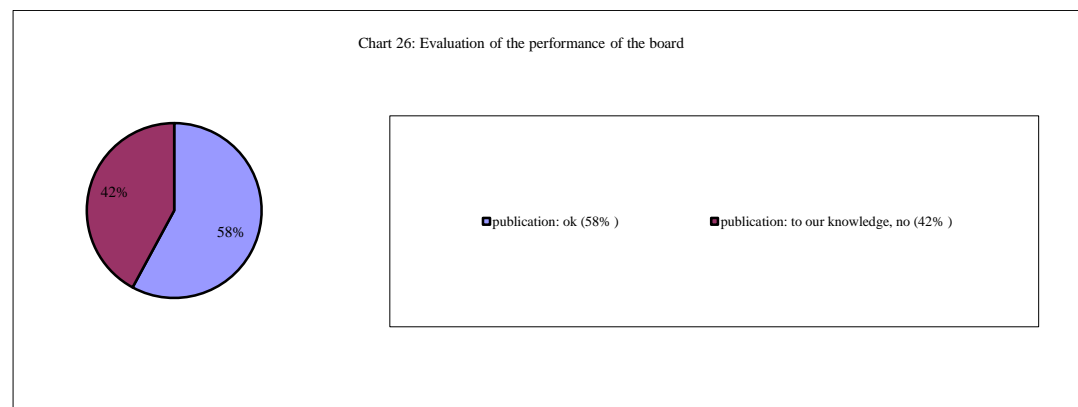 Chart 26: Evaluation of the performance of the board
42%
58%
publication: ok (58% )
publication: to our knowledge, no (42% )